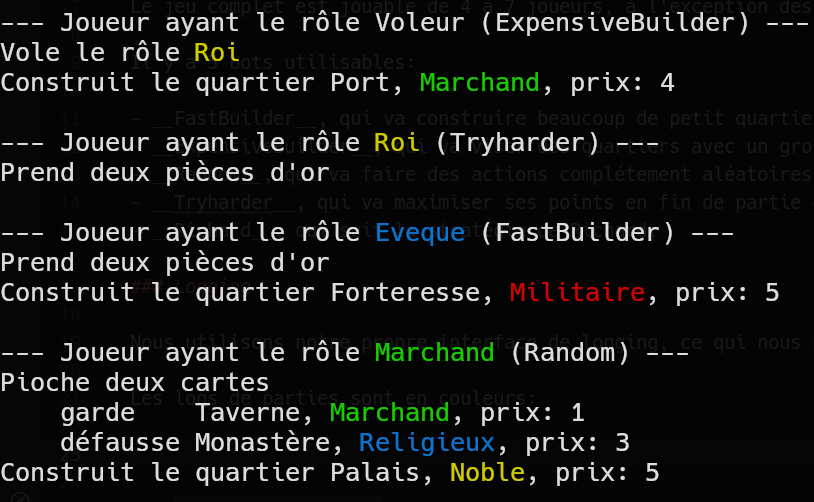 --- Joueur ayant le rôle Voleur (ExpensiveBuilder) ---
Vole le rôle Roi
Construit le quartier Port, Marchand, prix: 4
--- Joueur ayant le rôle Roi (Tryharder) ---
Prend deux pièces d'or
--- Joueur ayant le rôle Eveque (FastBuilder) ---
Prend deux pièces d'or
Construit le quartier Forteresse, Militaire, prix: 5
--- Joueur ayant le rôle Marchand (Random) ---
Pioche deux cartes
garde Taverne, Marchand, prix: 1
défausse Monastère, Religieux, prix: 3
Construit le quartier Palais, Noble, prix: 5